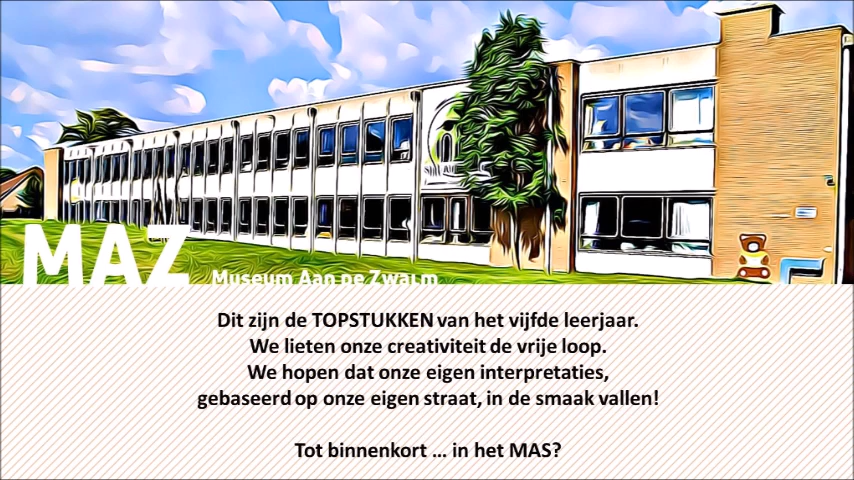 MAZ
Museum Aan de Zwalm
Dit zijn de TOPSTUKKEN van het vijfde leerjaar.
We lieten onze creativiteit de vrije loop.
We hopen dat onze eigen interpretaties,
gebaseerd op onze eigen straat, in de smaak vallen!
Tot binnenkort ... in het MAS?